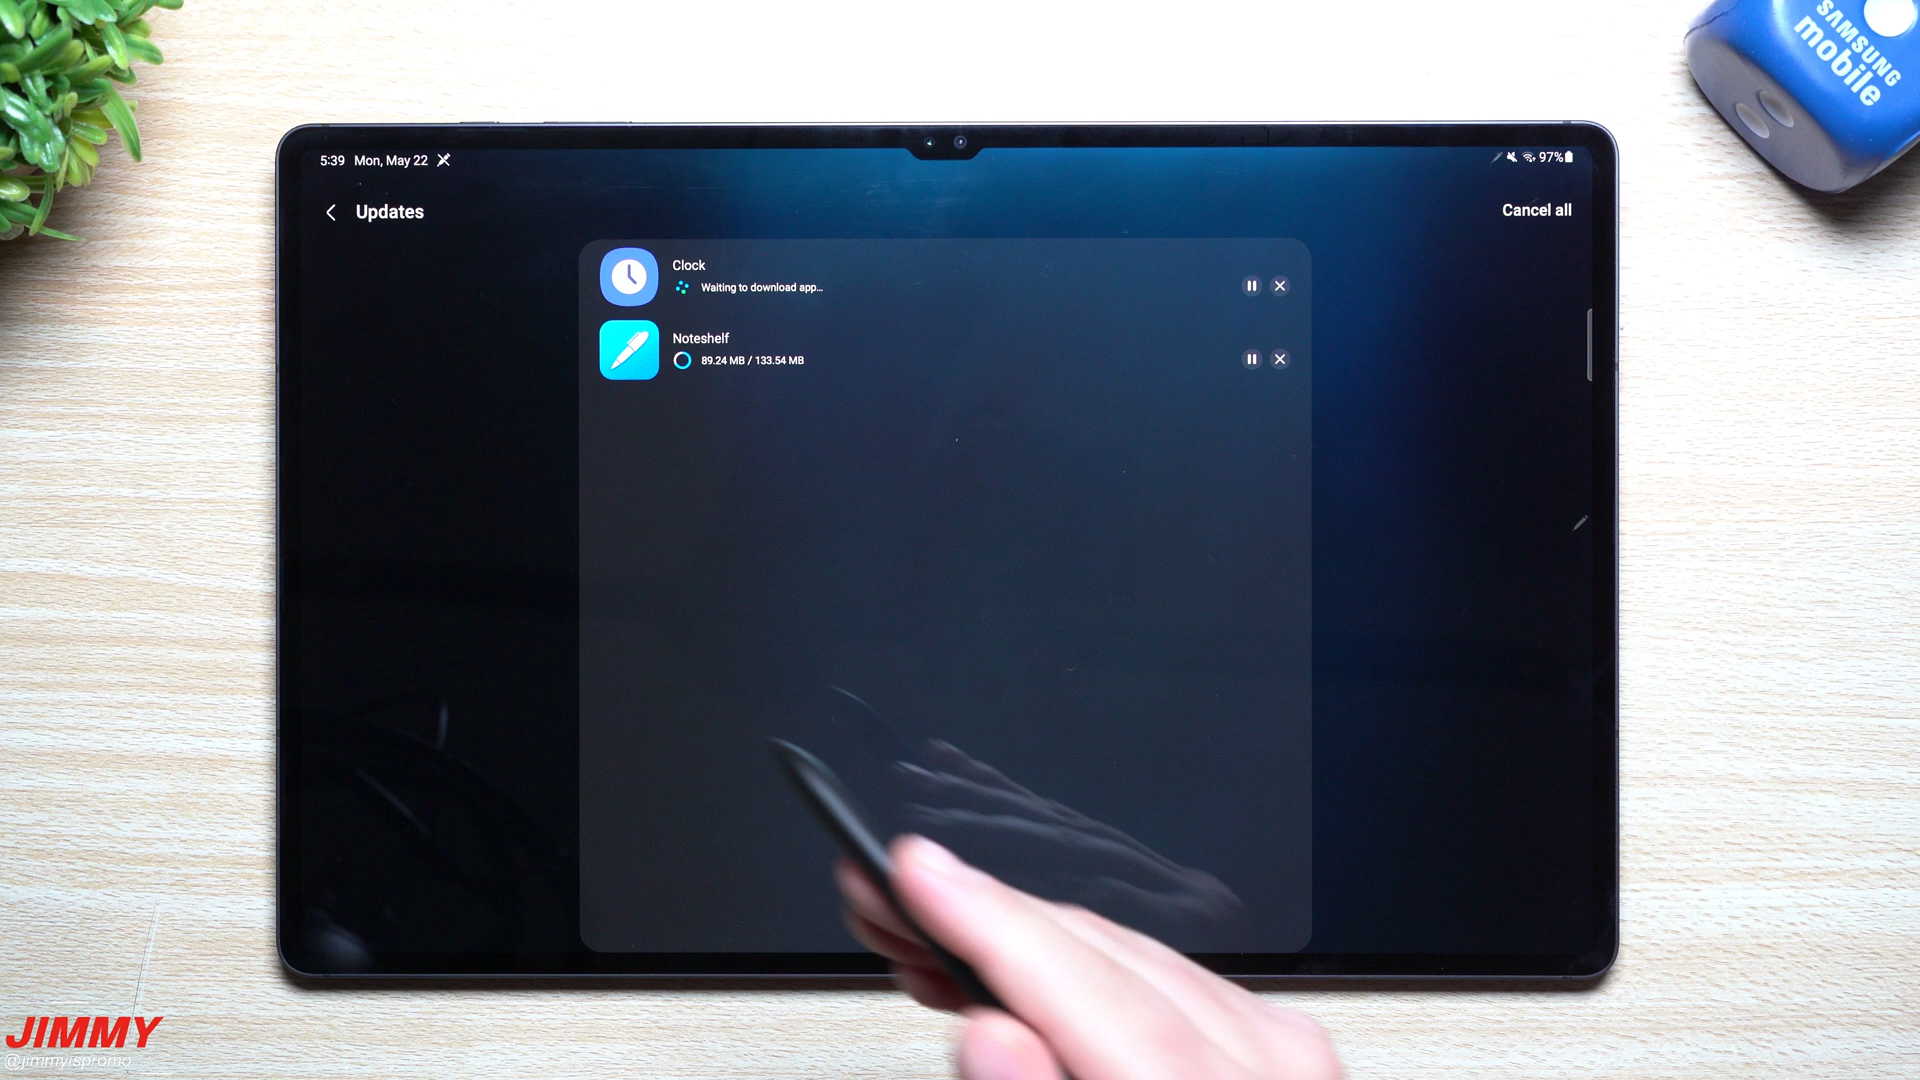 SAMSUNG
mobile
5:39 Mon, May 22
97%
Updates
Cancel all
Clock
Waiting to download app...
Noteshelf
89.24 MB / 133.54 MB
JIMMY
@jimmyispromo